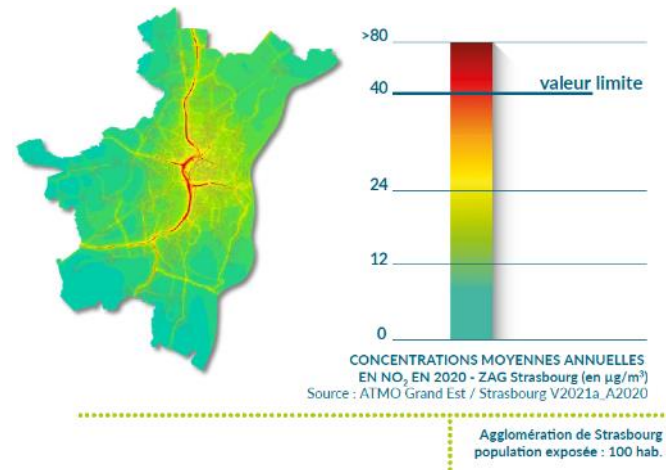 >80
valeur limite
40
24
12
0
CONCENTRATIONS MOYENNES ANNUELLES
EN NO₂ EN 2020 - ZAG Strasbourg (en µg/m³)
Source : ATMO Grand Est / Strasbourg V2021a_A2020
Agglomération de Strasbourg
population exposée : 100 hab.